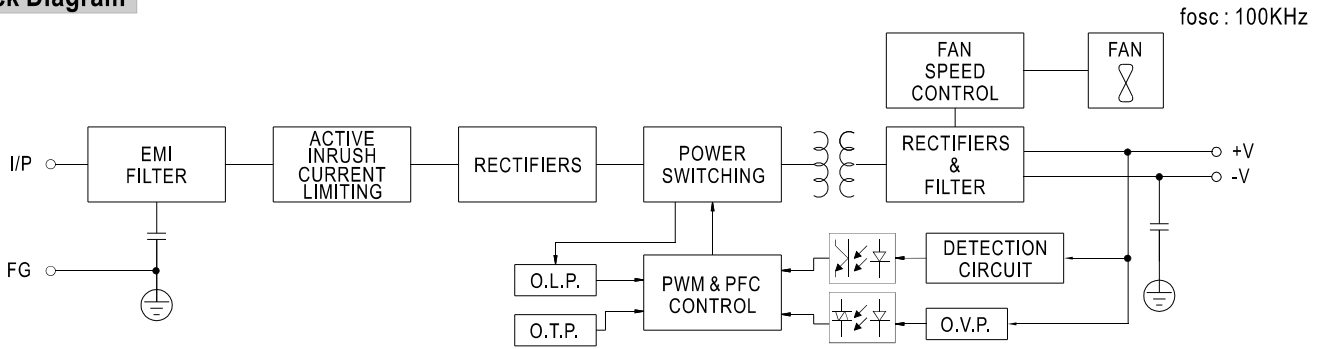 Diagram
fosc : 100KHz
FAN
SPEED
CONTROL
FAN
I/P
EMI
FILTER
ACTIVE
INRUSH
CURRENT
LIMITING
RECTIFIERS
POWER
SWITCHING
RECTIFIERS
&
FILTER
+V
-V
FG
O.L.P.
O.T.P.
PWM & PFC
CONTROL
DETECTION
CIRCUIT
O.V.P.